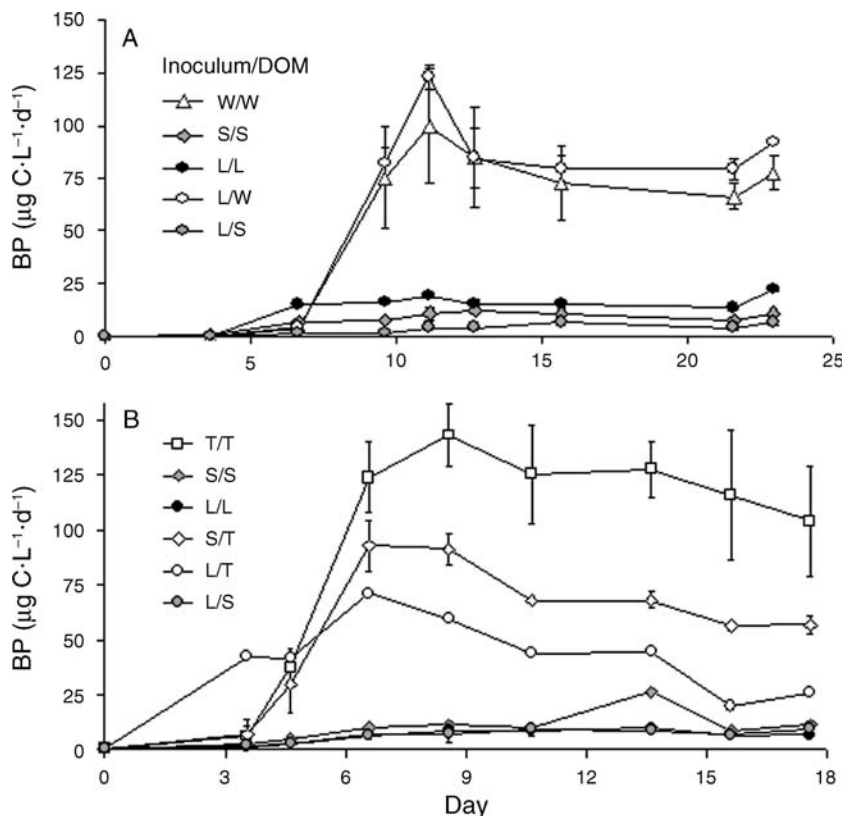 A
Inoculum/DOM
W/W
S/S
L/L
L/W
L/S
BP (μg C·L⁻¹·d⁻¹)
150
125
100
75
50
25
0
0 5 10 15 20 25
B
T/T
S/S
L/L
S/T
L/T
L/S
BP (μg C·L⁻¹·d⁻¹)
150
125
100
75
50
25
0
0 3 6 9 12 15 18
Day